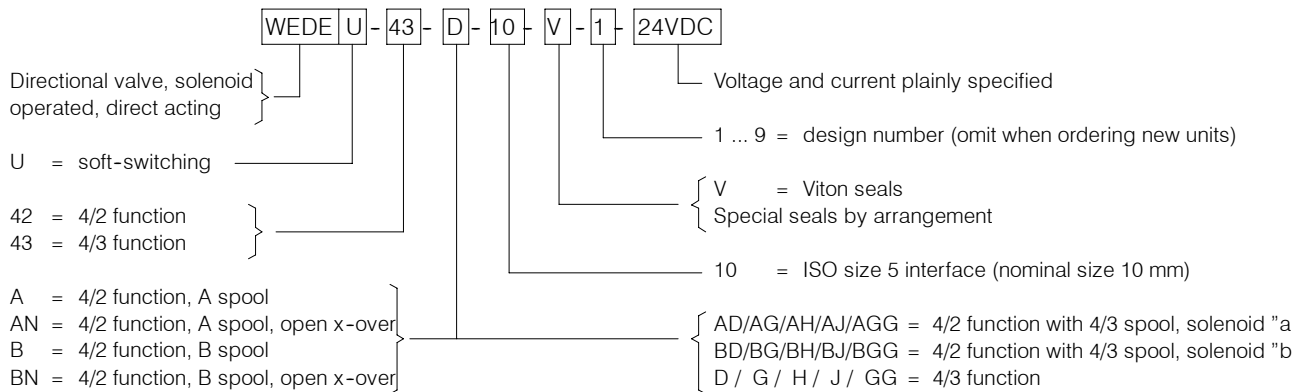 WEDE U - 43 - D - 10 - V - 1 - 24VDC
Directional valve, solenoid
operated, direct acting
U = soft-switching
42 = 4/2 function
43 = 4/3 function
A = 4/2 function, A spool
AN = 4/2 function, A spool, open x-over
B = 4/2 function, B spool
BN = 4/2 function, B spool, open x-over
Voltage and current plainly specified
1 ... 9 = design number (omit when ordering new units)
V = Viton seals
Special seals by arrangement
10 = ISO size 5 interface (nominal size 10 mm)
AD/AG/AH/AJ/AGG = 4/2 function with 4/3 spool, solenoid "a
BD/BG/BH/BJ/BGG = 4/2 function with 4/3 spool, solenoid "b
D / G / H / J / GG = 4/3 function